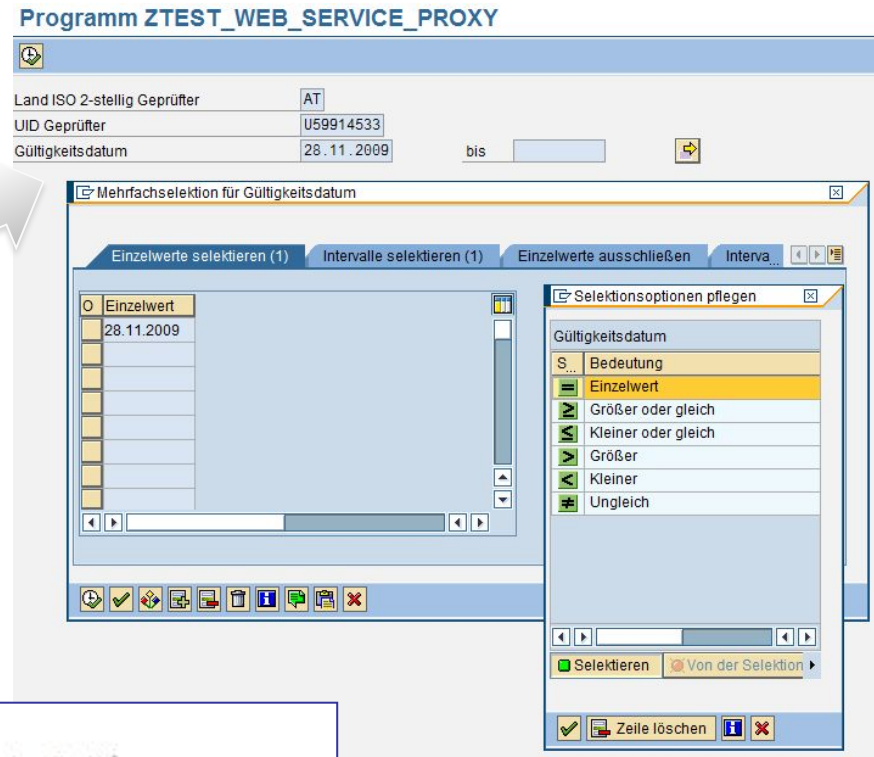 Programm ZTEST_WEB_SERVICE_PROXY
Land ISO 2-stellig Geprüfter AT
UID Geprüfter U59914533
Gültigkeitsdatum 28.11.2009 bis
Mehrfachselektion für Gültigkeitsdatum
Einzelwerte selektieren (1) Intervalle selektieren (1) Einzelwerte ausschließen Interva...
O Einzelwert
28.11.2009
Selektionsoptionen pflegen
Gültigkeitsdatum
S... Bedeutung
= Einzelwert
≥ Größer oder gleich
≤ Kleiner oder gleich
> Größer
< Kleiner
≠ Ungleich
Selektieren Von der Selektion
Zeile löschen